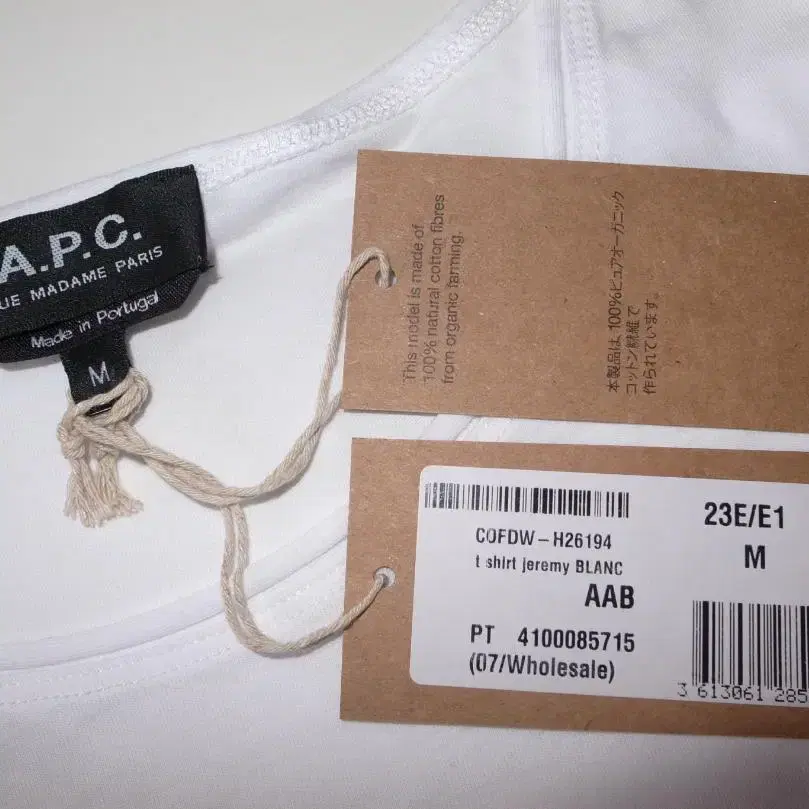 A.P.C.
RUE MADAME PARIS
Made in Portugal
M
This model is made of
100% natural cotton fibres
from organic farming.
本製品は、100%ピュアオーガニック
コットン繊維で
作られています。
COFDW-H26194
t shirt jeremy BLANC
AAB
PT 4100085715
(07/Wholesale)
23E/E1
M
3 613061 285